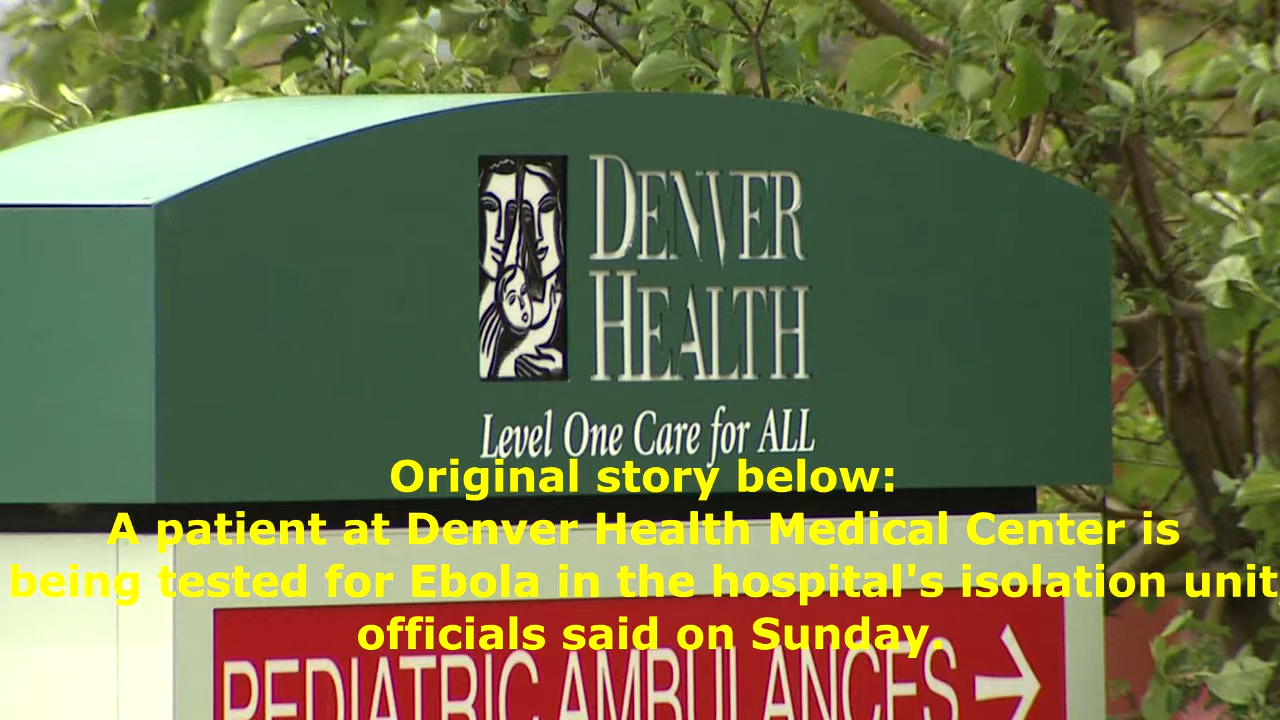 DENVER
HEALTH
Level One Care for ALL
Original story below:
A patient at Denver Health Medical Center is
being tested for Ebola in the hospital's isolation unit
officials said on Sunday.
PEDIATRIC AMBULANCES